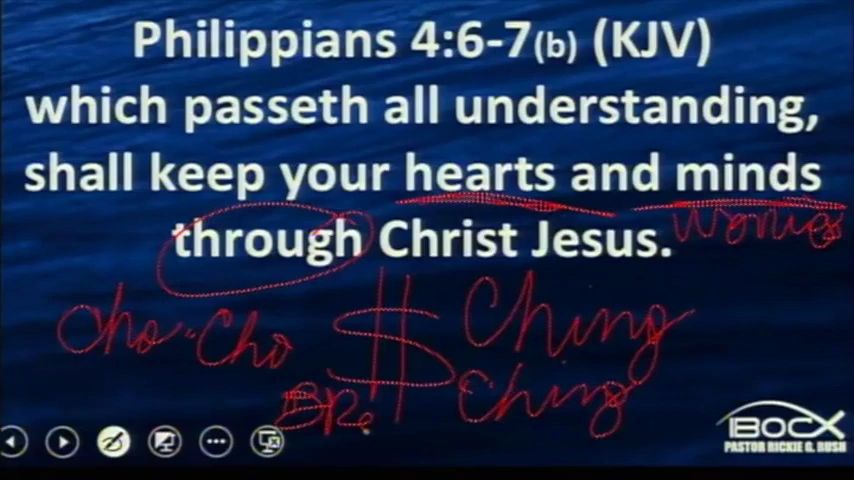 Philippians 4:6-7(b) (KJV)
which passeth all understanding,
shall keep your hearts and minds
through Christ Jesus.
worries
Cho-Cho $ Ching
Ching
IBOCX
PASTOR RICKIE G. RUSH